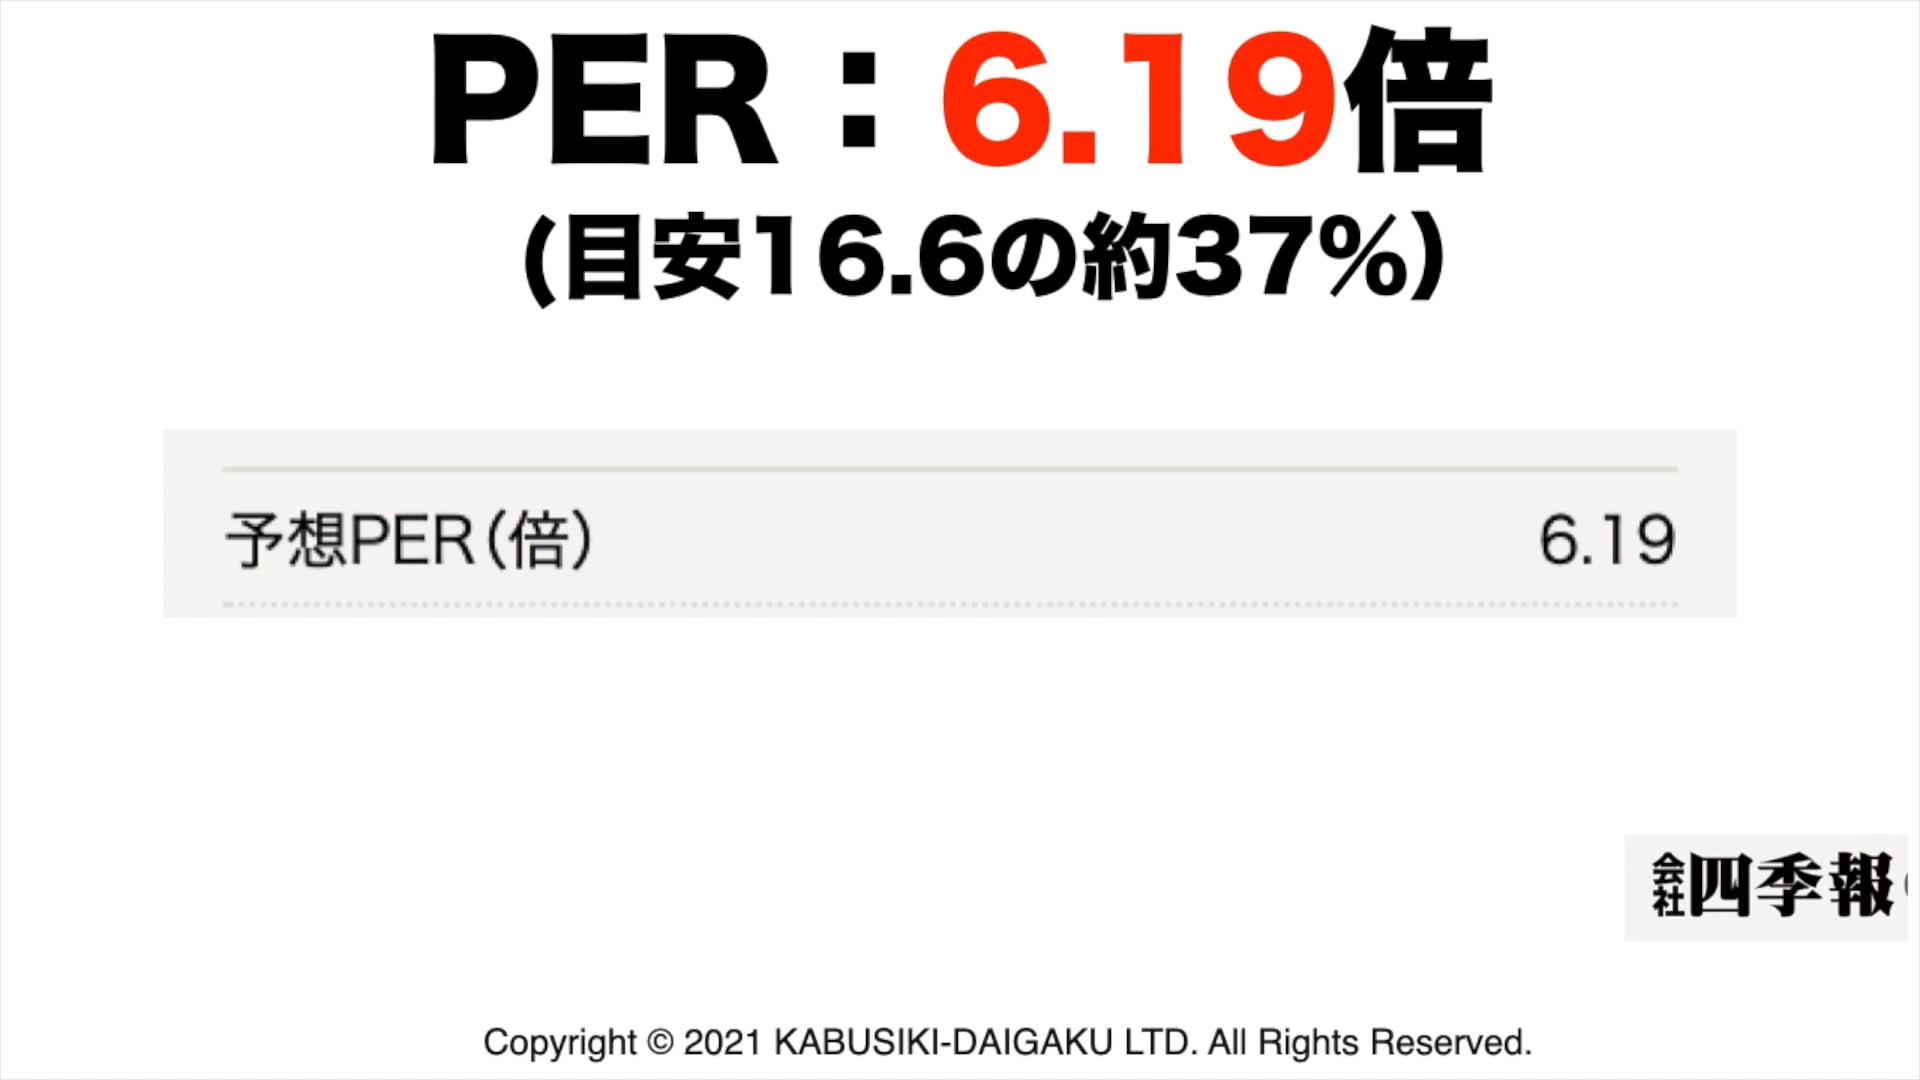 PER：6.19倍
(目安16.6の約37%)
予想PER(倍) 6.19
会社四季報
Copyright © 2021 KABUSIKI-DAIGAKU LTD. All Rights Reserved.